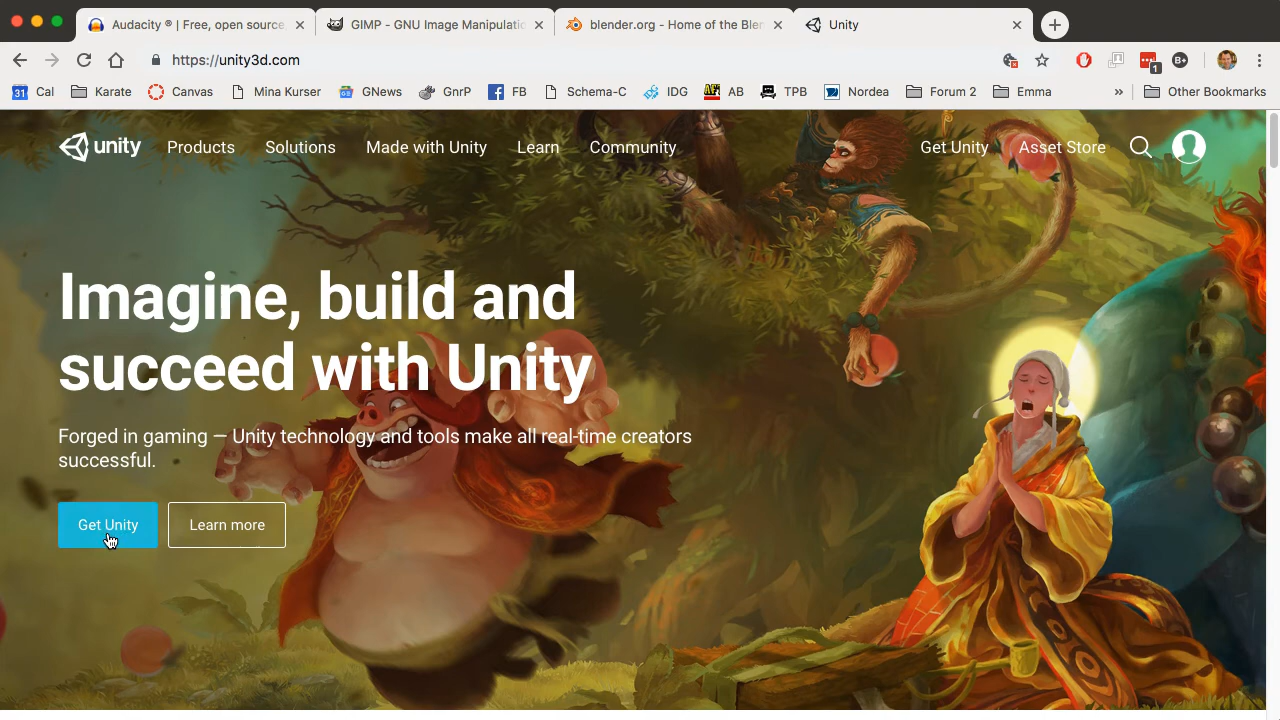 Audacity ® | Free, open source,
GIMP - GNU Image Manipulatic
blender.org - Home of the Blen
Unity
https://unity3d.com
1
B+
31 Cal
Karate
Canvas
Mina Kurser
GNews
GnrP
FB
Schema-C
IDG
AB
TPB
Nordea
Forum 2
Emma
»
Other Bookmarks
unity
Products
Solutions
Made with Unity
Learn
Community
Get Unity
Asset Store
Imagine, build and
succeed with Unity
Forged in gaming — Unity technology and tools make all real-time creators
successful.
Get Unity
Learn more